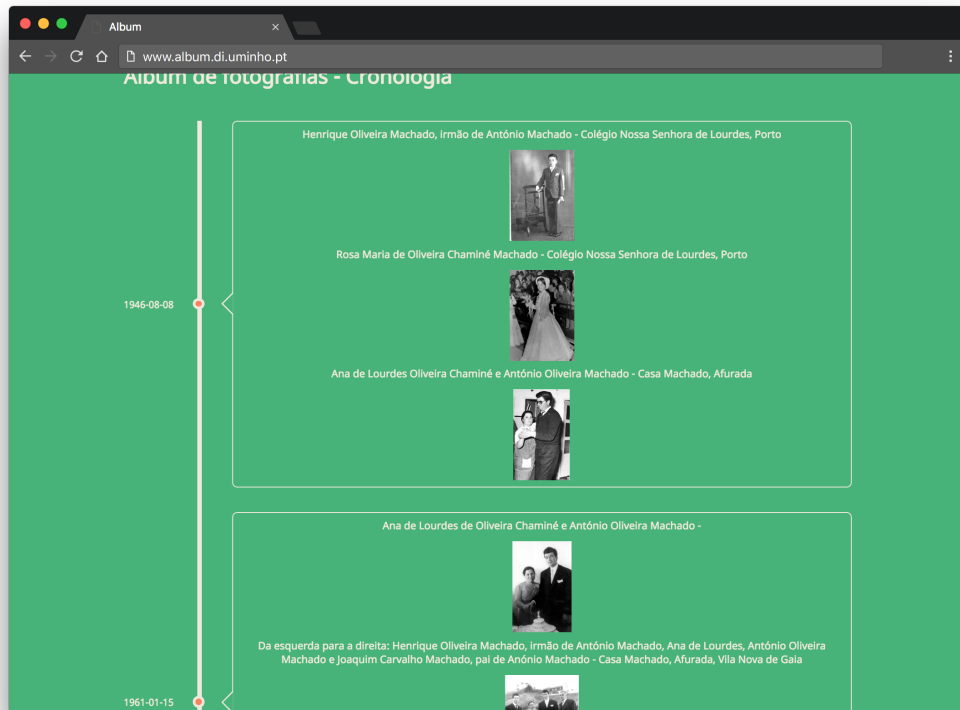 Album
www.album.di.uminho.pt
Álbum de fotografias - Cronologia
Henrique Oliveira Machado, irmão de António Machado - Colégio Nossa Senhora de Lourdes, Porto
Rosa Maria de Oliveira Chaminé Machado - Colégio Nossa Senhora de Lourdes, Porto
1946-08-08
Ana de Lourdes Oliveira Chaminé e António Oliveira Machado - Casa Machado, Afurada
Ana de Lourdes de Oliveira Chaminé e António Oliveira Machado -
Da esquerda para a direita: Henrique Oliveira Machado, irmão de António Machado, Ana de Lourdes, António Oliveira
Machado e Joaquim Carvalho Machado, pai de Anónio Machado - Casa Machado, Afurada, Vila Nova de Gaia
1961-01-15